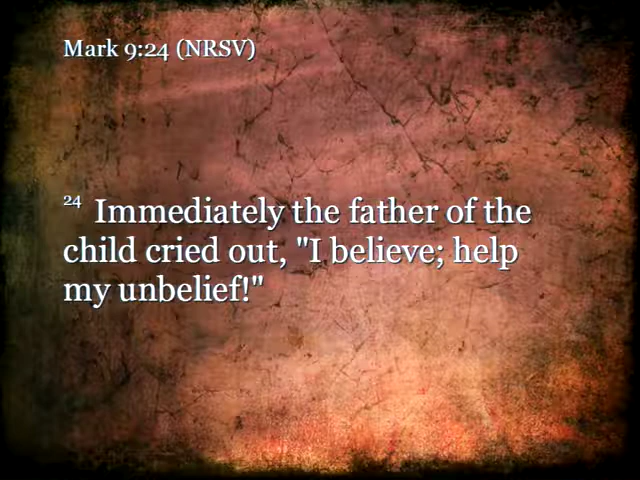 Mark 9:24 (NRSV)
24 Immediately the father of the
child cried out, "I believe; help
my unbelief!"